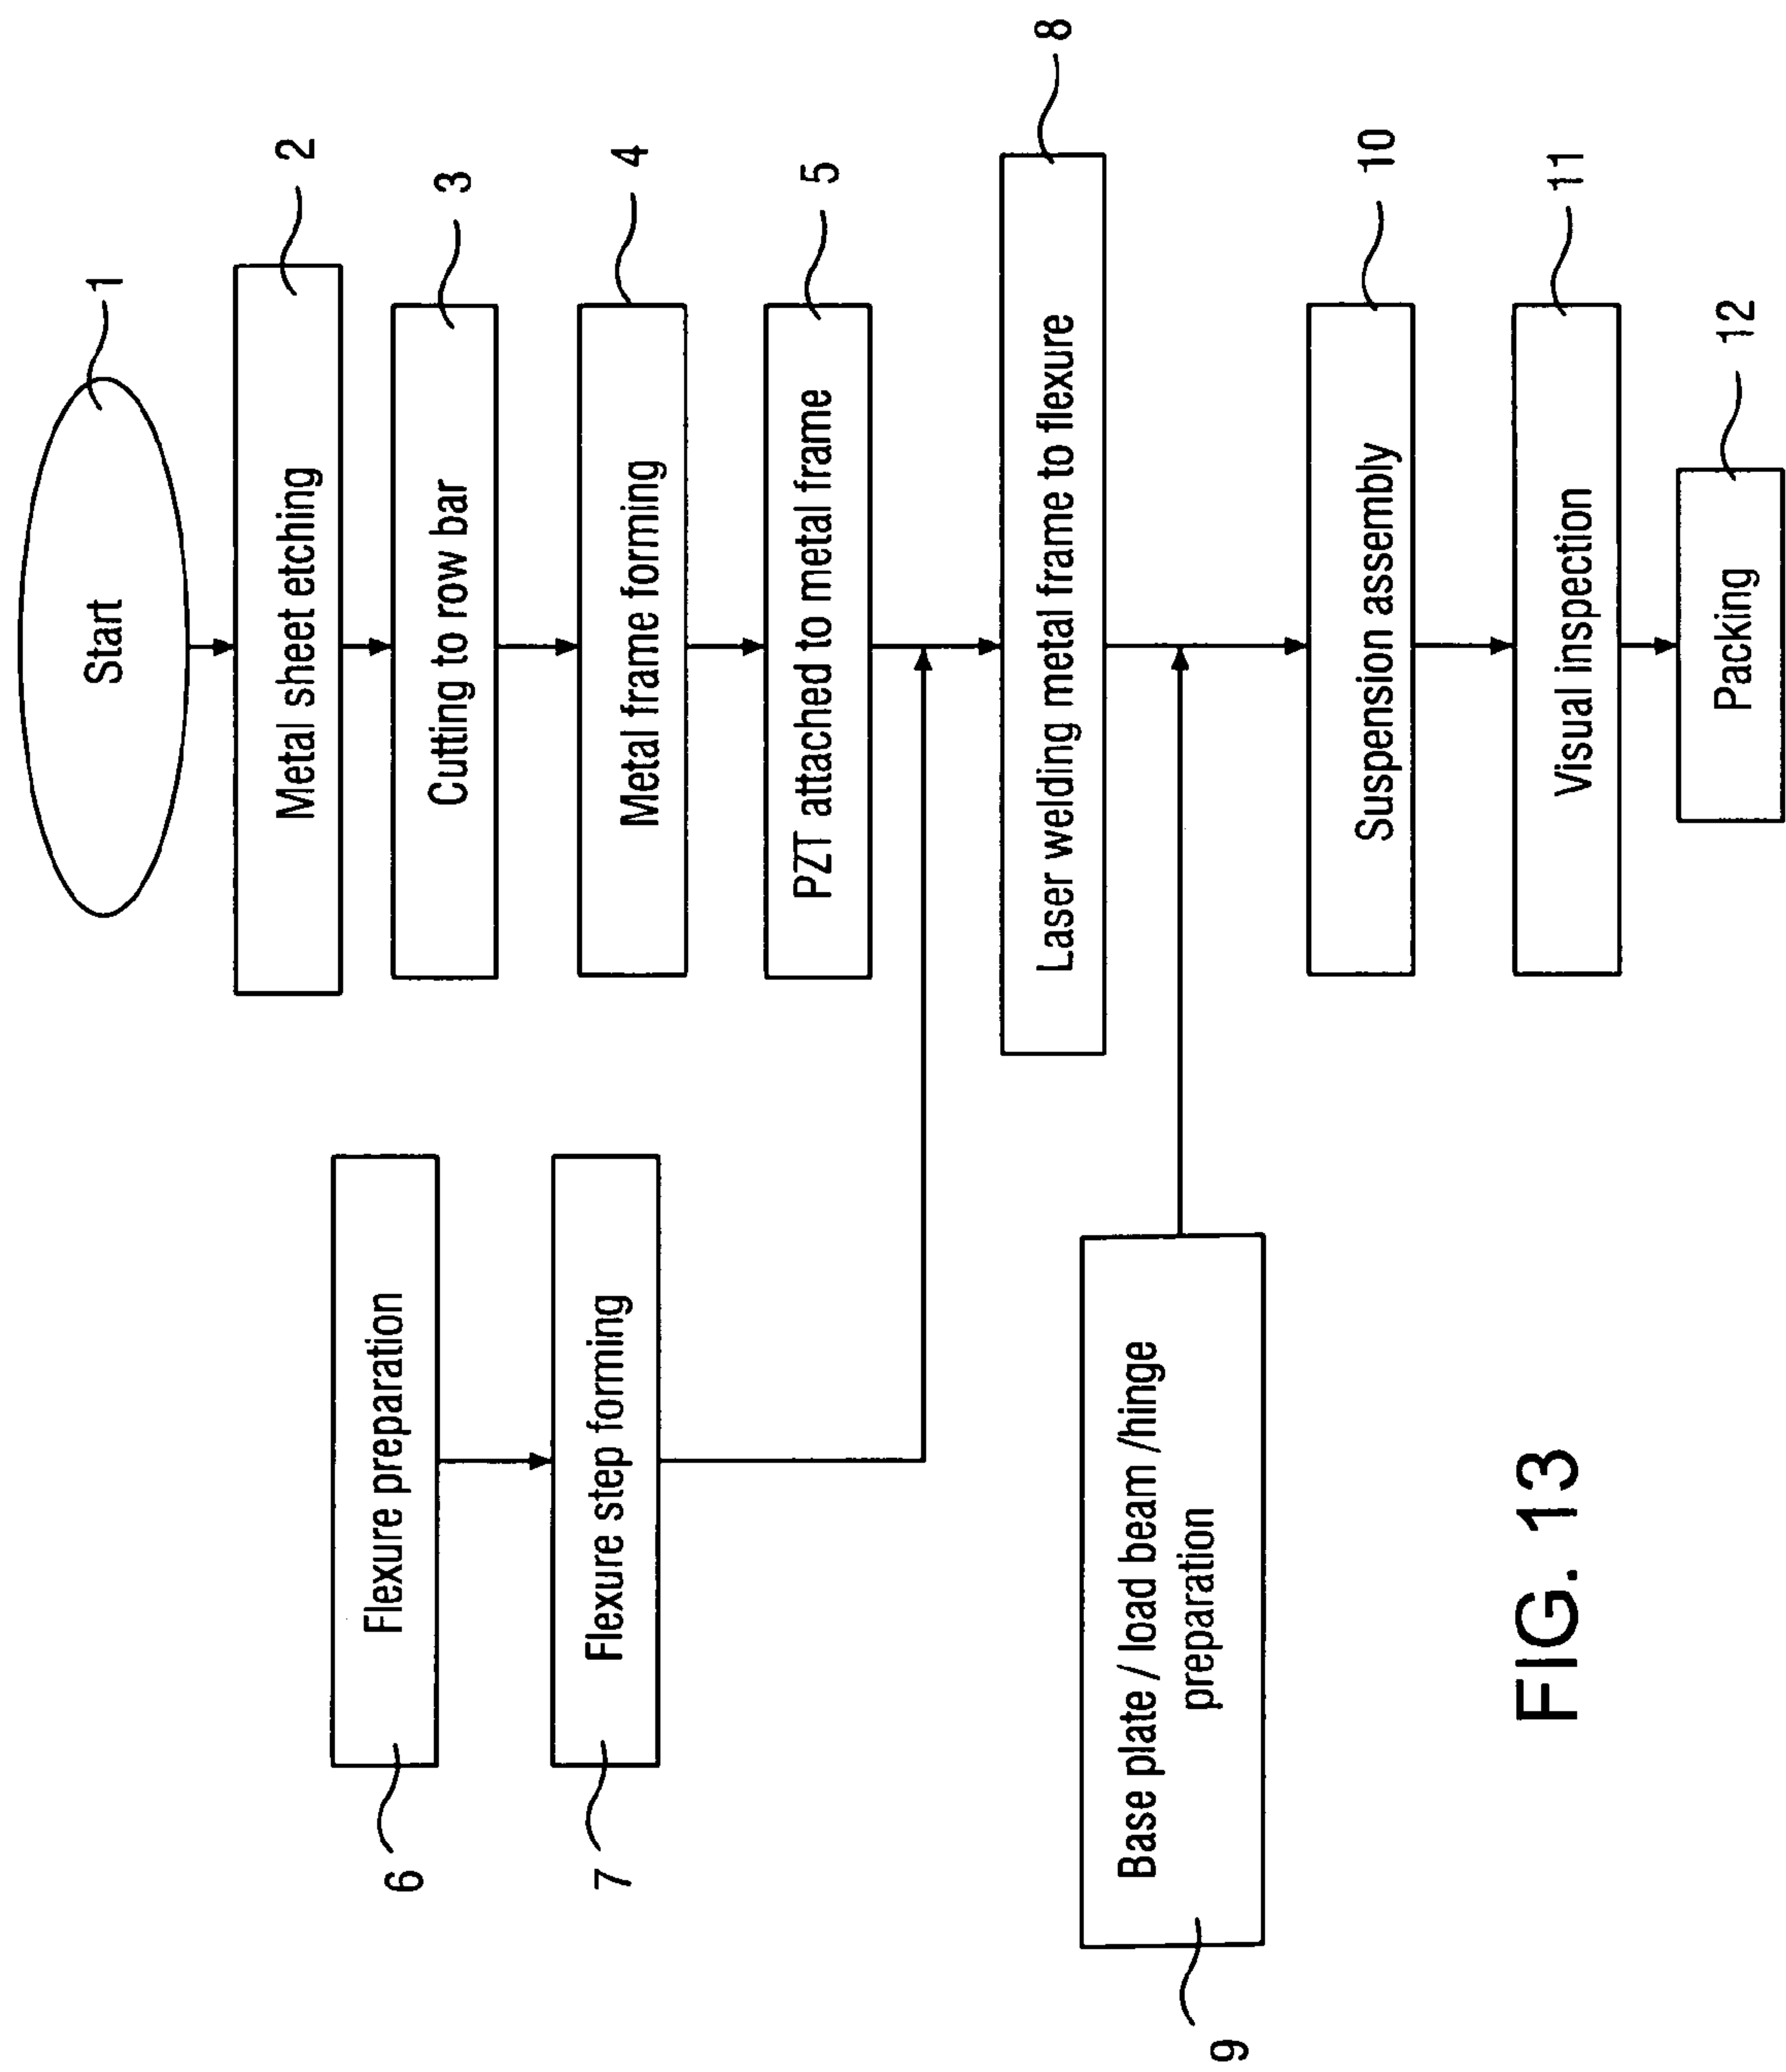 Start
1
Metal sheet etching
2
Cutting to row bar
3
Metal frame forming
4
PZT attached to metal frame
5
Flexure preparation
6
Flexure step forming
7
Laser welding metal frame to flexure
8
Base plate / load beam /hinge
preparation
9
Suspension assembly
10
Visual inspection
11
Packing
12
FIG. 13